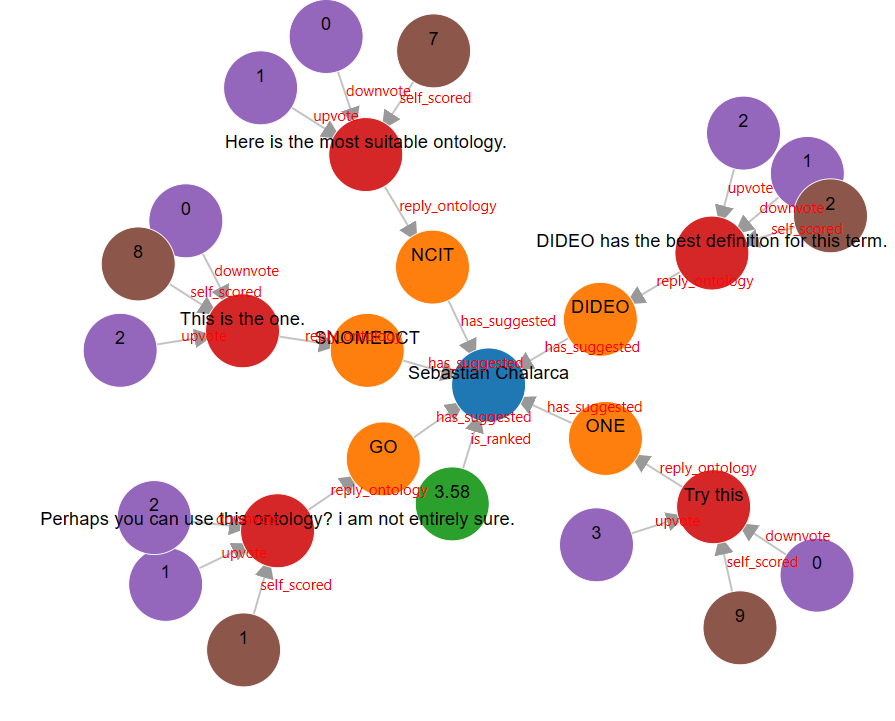 0
7
1
downvote
self_scored
upvote
Here is the most suitable ontology.
reply_ontology
NCIT
has_suggested
2
1
2
upvote
downvote
self_scored
DIDEO has the best definition for this term.
reply_ontology
DIDEO
has_suggested
0
8
2
downvote
self_scored
This is the one.
upvote
reply_ontology
SNOMEDCT
has_suggested
Sebastian Chalarca
has_suggested
is_ranked
3.58
GO
reply_ontology
2
downvote
Perhaps you can use this ontology? i am not entirely sure.
upvote
1
self_scored
1
has_suggested
ONE
reply_ontology
Try this
3
upvote
downvote
0
self_scored
9